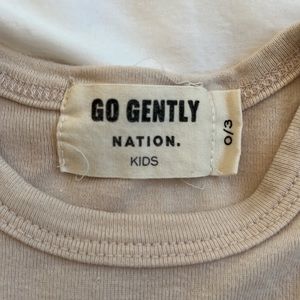 GO GENTLY
NATION.
KIDS
0/3